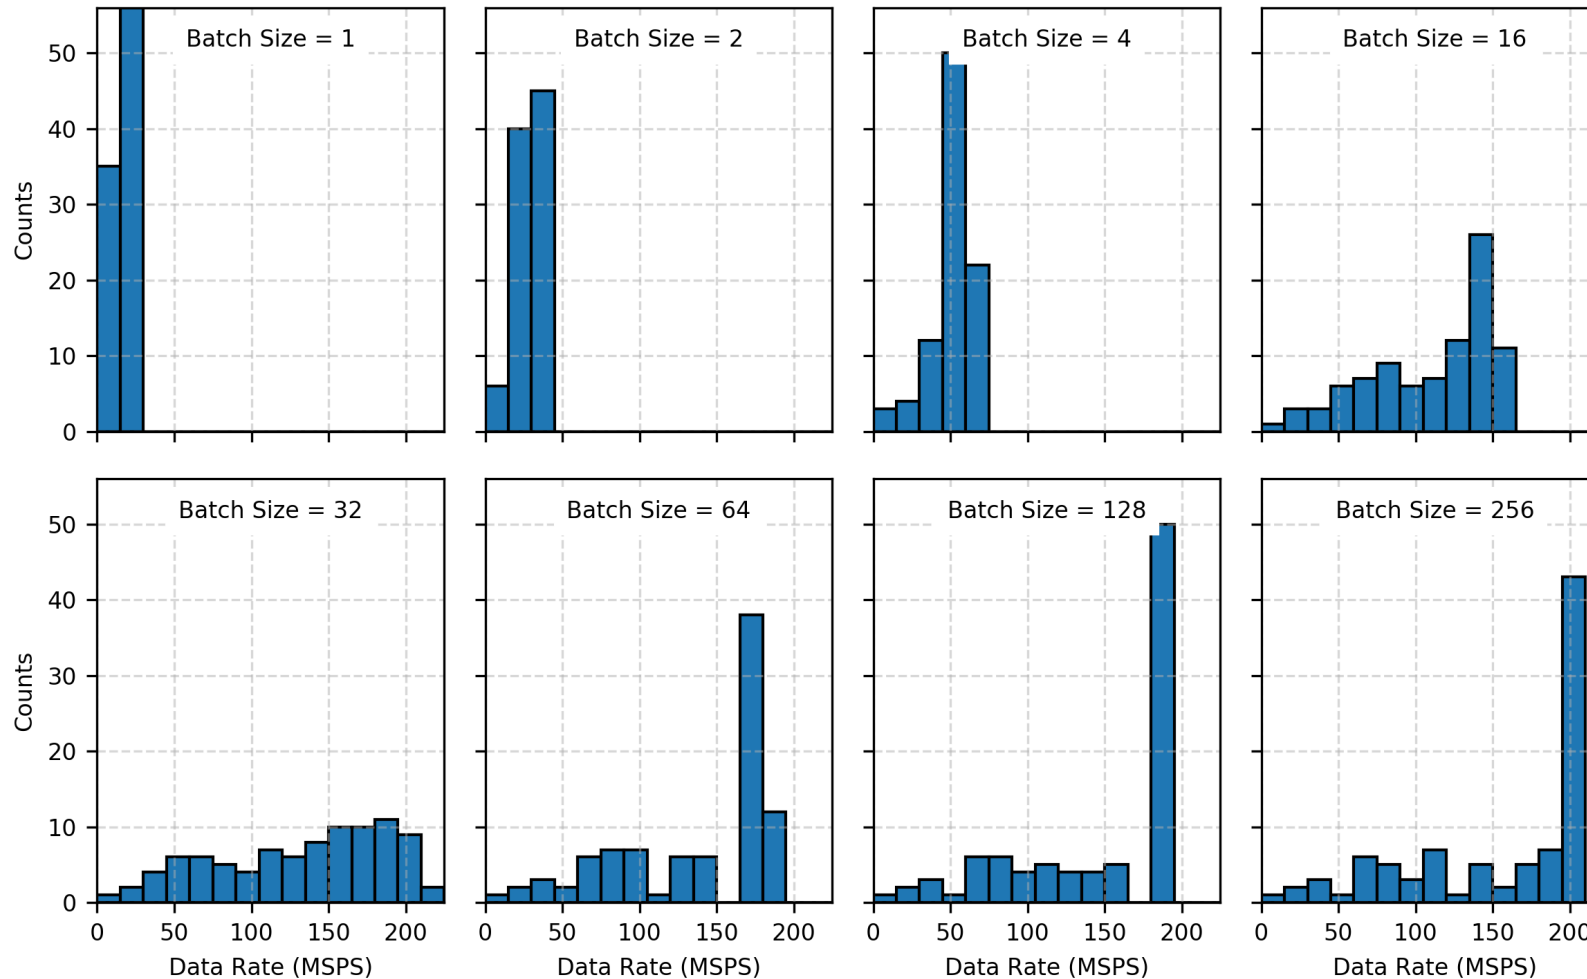 Batch Size = 1
Batch Size = 2
Batch Size = 4
Batch Size = 16
50
40
30
20
10
0
Counts
Batch Size = 32
Batch Size = 64
Batch Size = 128
Batch Size = 256
50
40
30
20
10
0
Counts
0 50 100 150 200
0 50 100 150 200
0 50 100 150 200
0 50 100 150 200
Data Rate (MSPS)
Data Rate (MSPS)
Data Rate (MSPS)
Data Rate (MSPS)